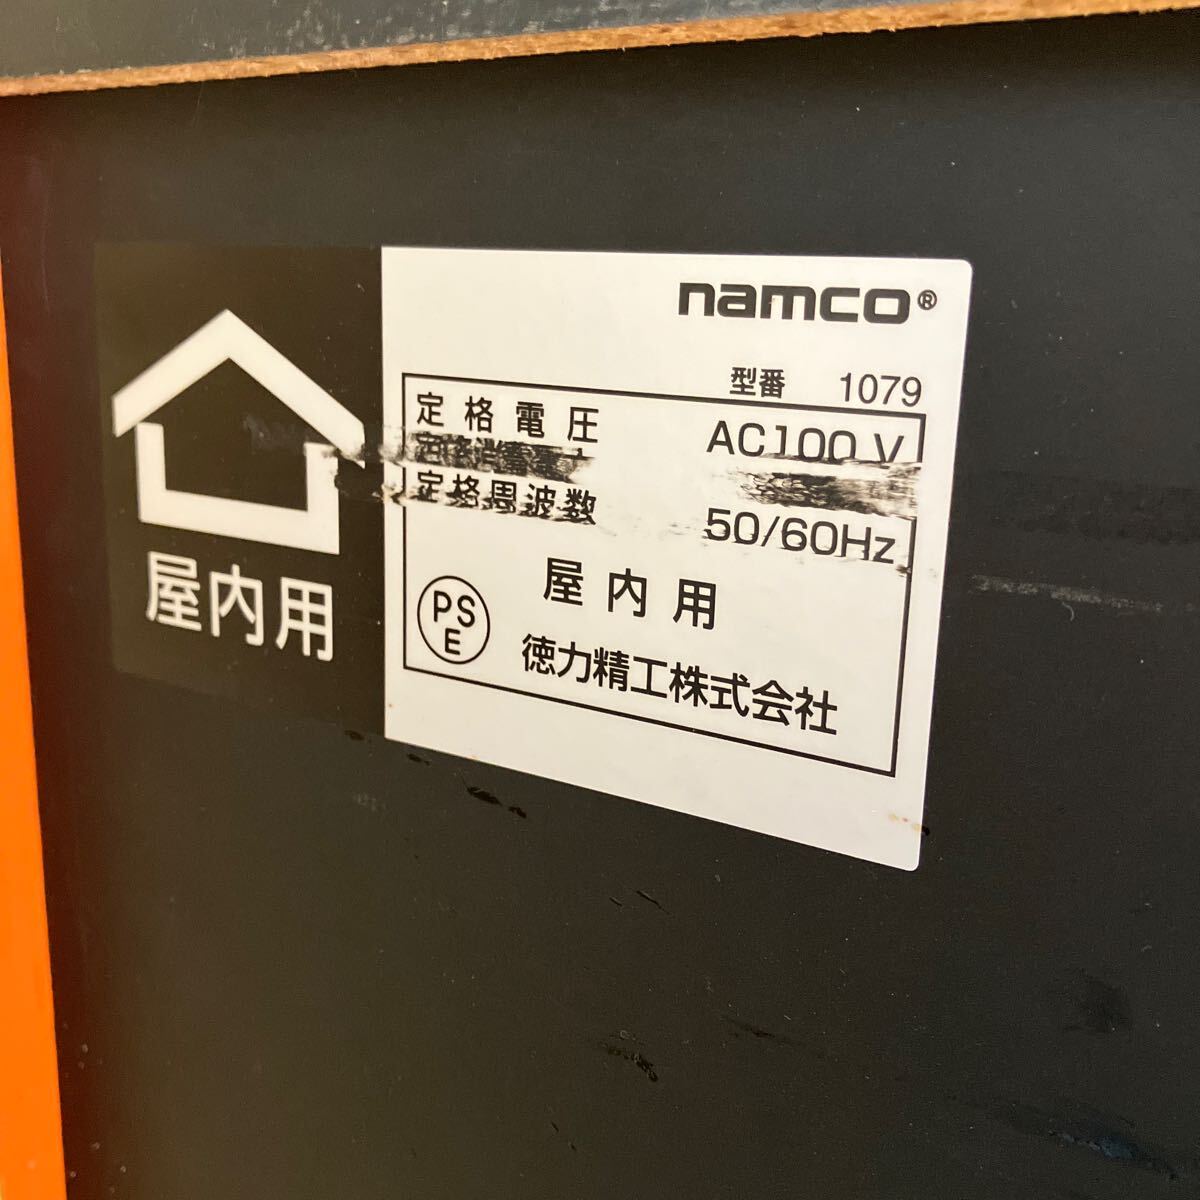 屋内用
namco®
型番 1079
定格電圧 AC100V
定格周波数 50/60Hz
屋内用
PSE
徳力精工株式会社